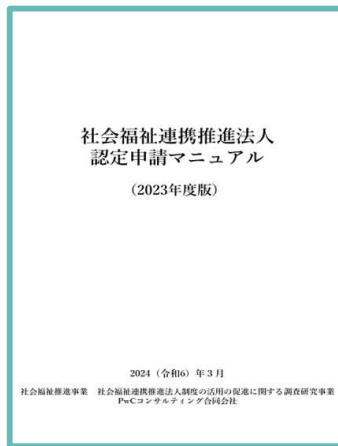 社会福祉連携推進法人
認定申請マニュアル
（2023年度版）
2024（令和6）年３月
社会福祉推進事業　社会福祉連携推進法人制度の活用の促進に関する調査研究事業
PwCコンサルティング合同会社